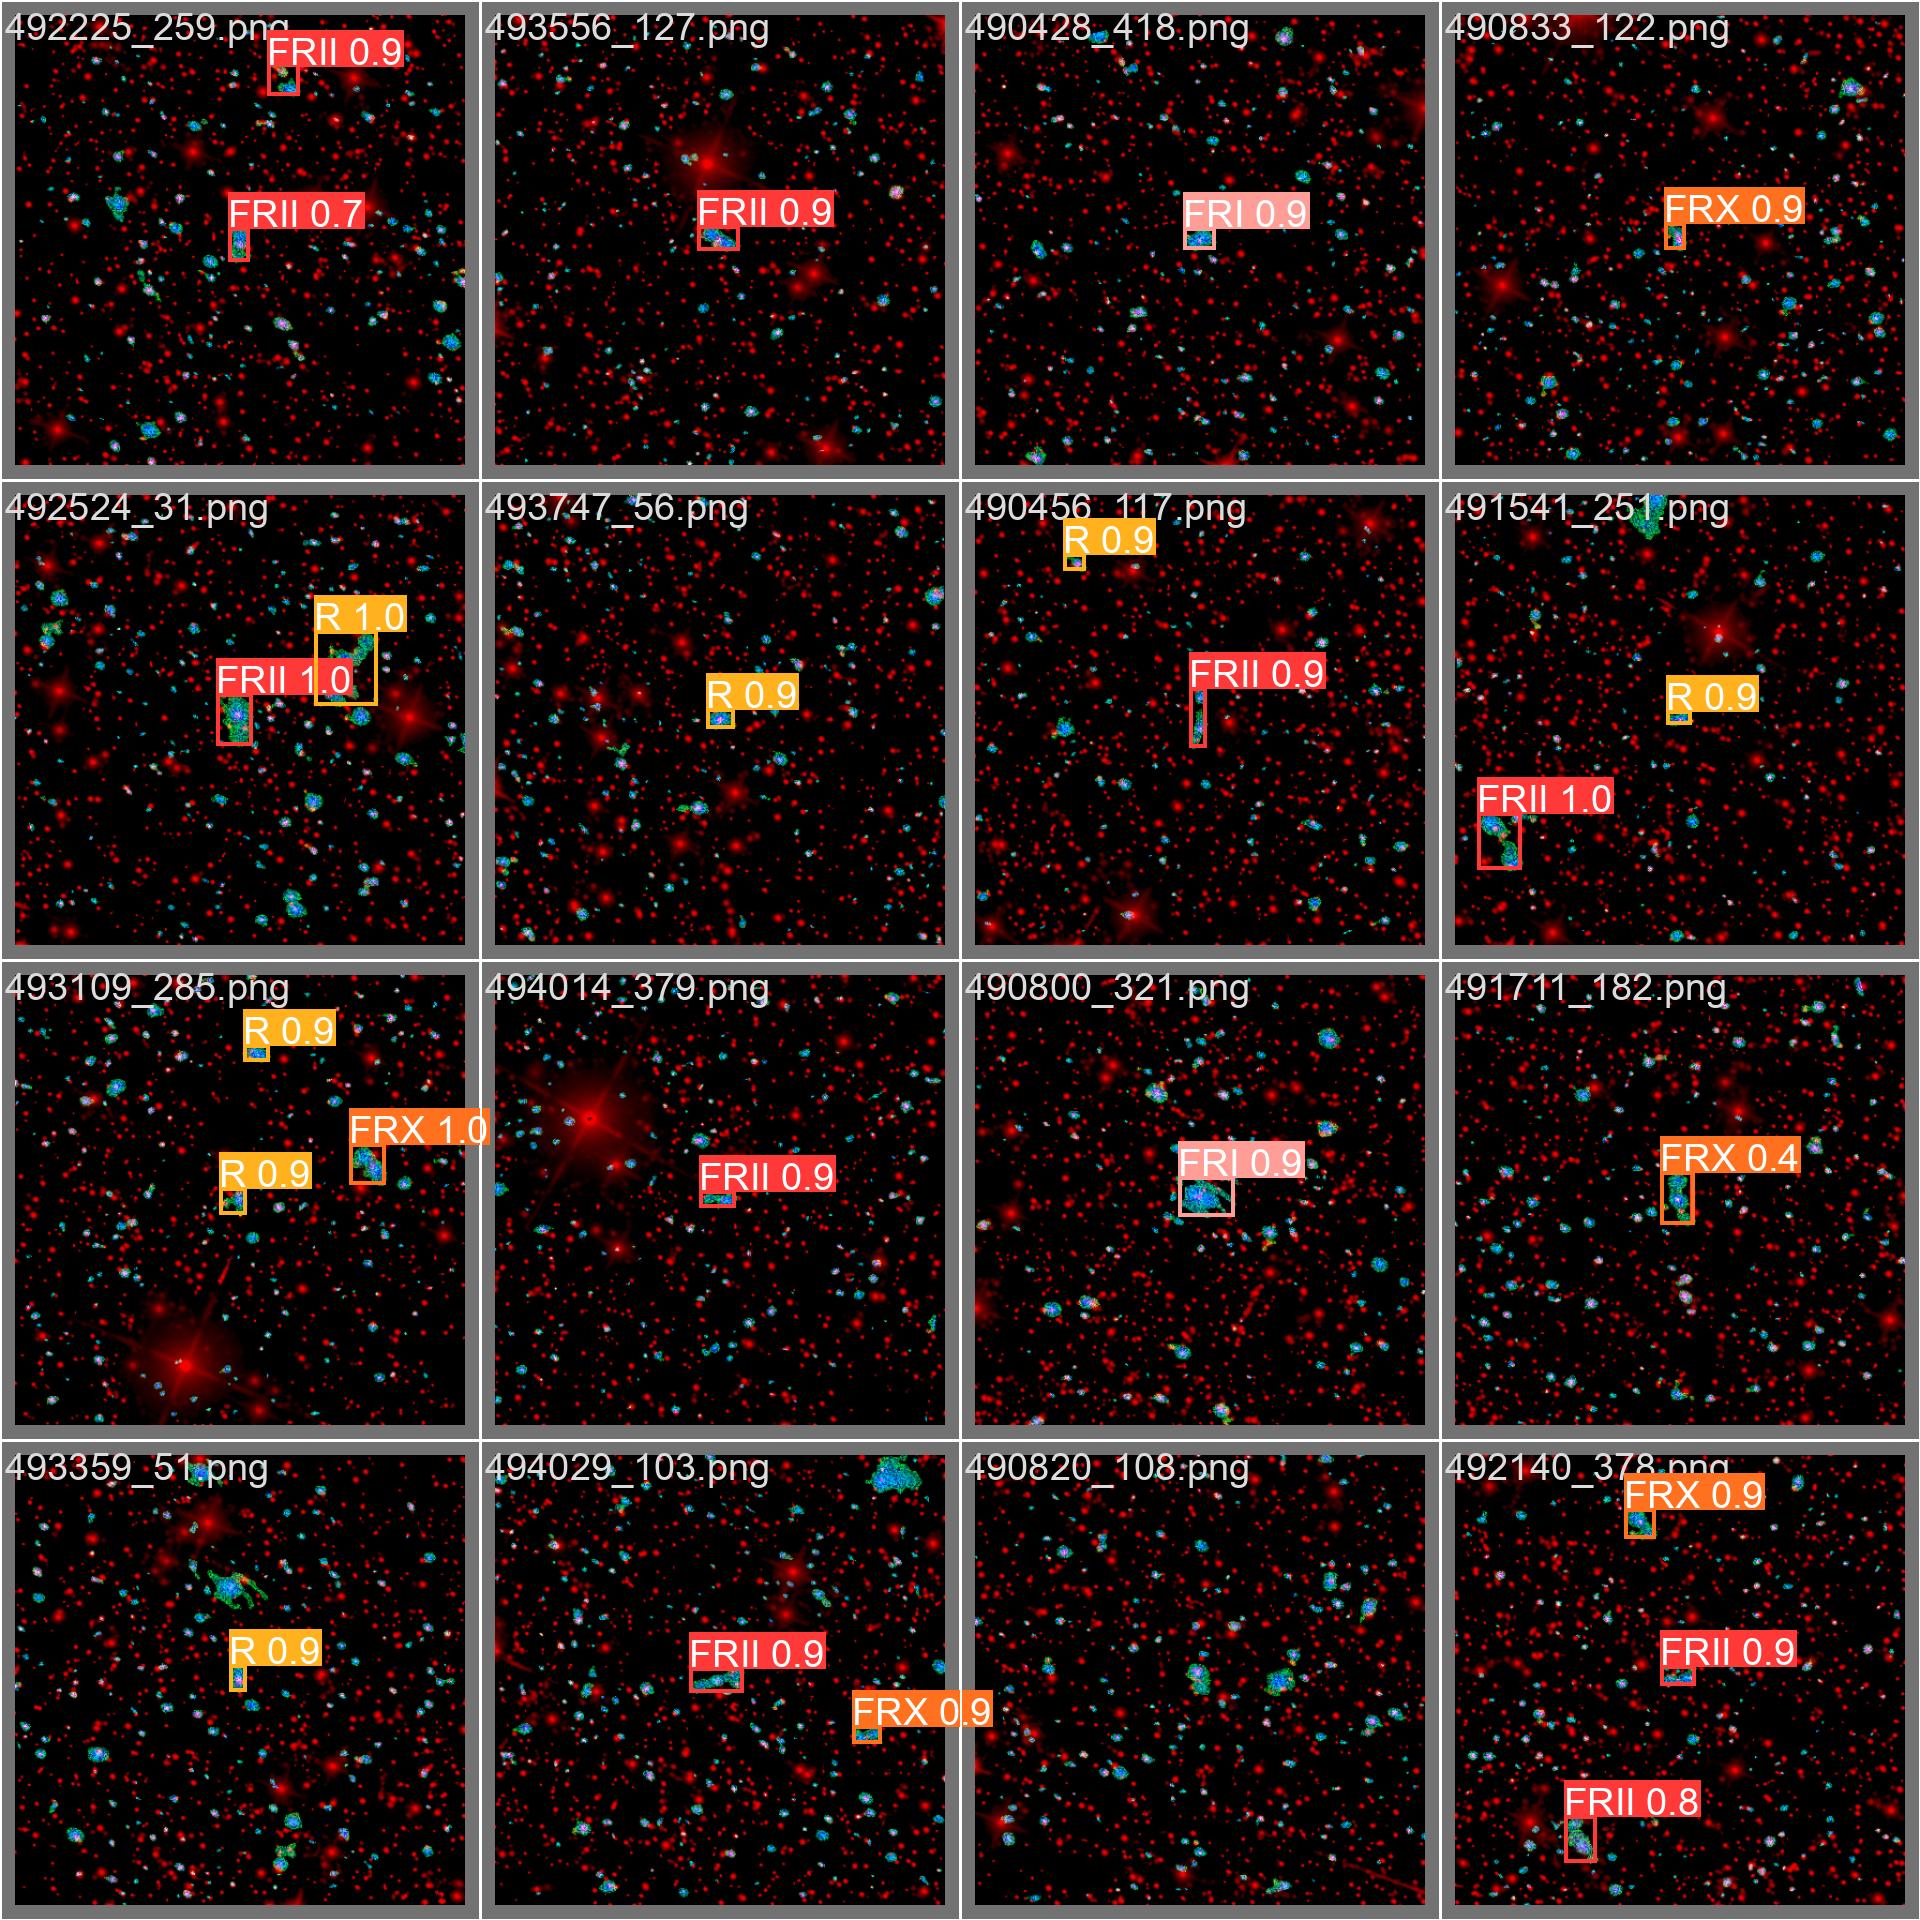 492225_259.png
FRII 0.9
FRII 0.7
493556_127.png
FRII 0.9
490428_418.png
FRI 0.9
490833_122.png
FRX 0.9
492524_31.png
R 1.0
FRII 1.0
493747_56.png
R 0.9
490456_117.png
R 0.9
FRII 0.9
491541_251.png
R 0.9
FRII 1.0
493109_285.png
R 0.9
FRX 1.0
R 0.9
494014_379.png
FRII 0.9
490800_321.png
FRI 0.9
491711_182.png
FRX 0.4
493359_51.png
R 0.9
494029_103.png
FRII 0.9
FRX 0.9
490820_108.png
492140_378.png
FRX 0.9
FRII 0.9
FRII 0.8